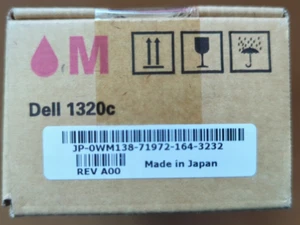 M
Dell 1320c
JP-0WM138-71972-164-3232
REV A00 Made in Japan